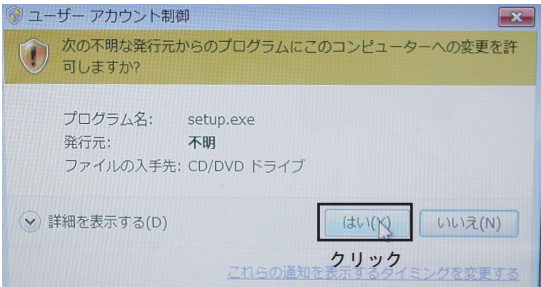 ユーザー アカウント制御
次の不明な発行元からのプログラムにこのコンピューターへの変更を許
可しますか?
プログラム名: setup.exe
発行元: 不明
ファイルの入手先: CD/DVD ドライブ
詳細を表示する(D)
はい(Y)
いいえ(N)
クリック
これらの通知を表示するタイミングを変更する